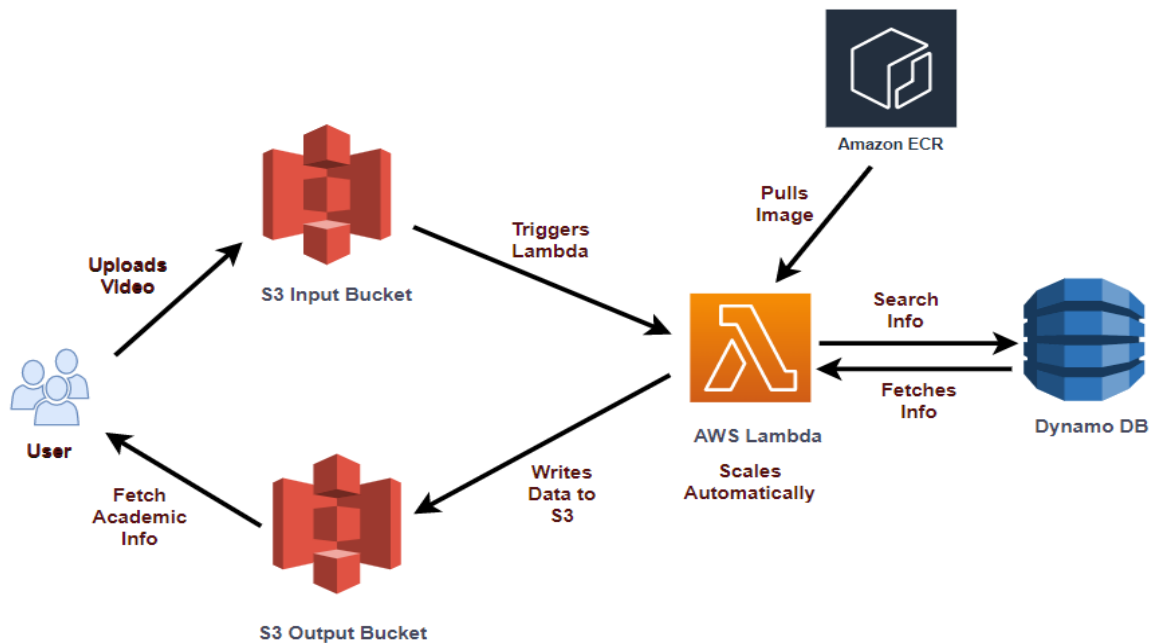 Amazon ECR
Pulls
Image
Triggers
Lambda
Uploads
Video
S3 Input Bucket
Search
Info
Fetches
Info
User
AWS Lambda
Dynamo DB
Scales
Automatically
Writes
Data to
S3
Fetch
Academic
Info
S3 Output Bucket